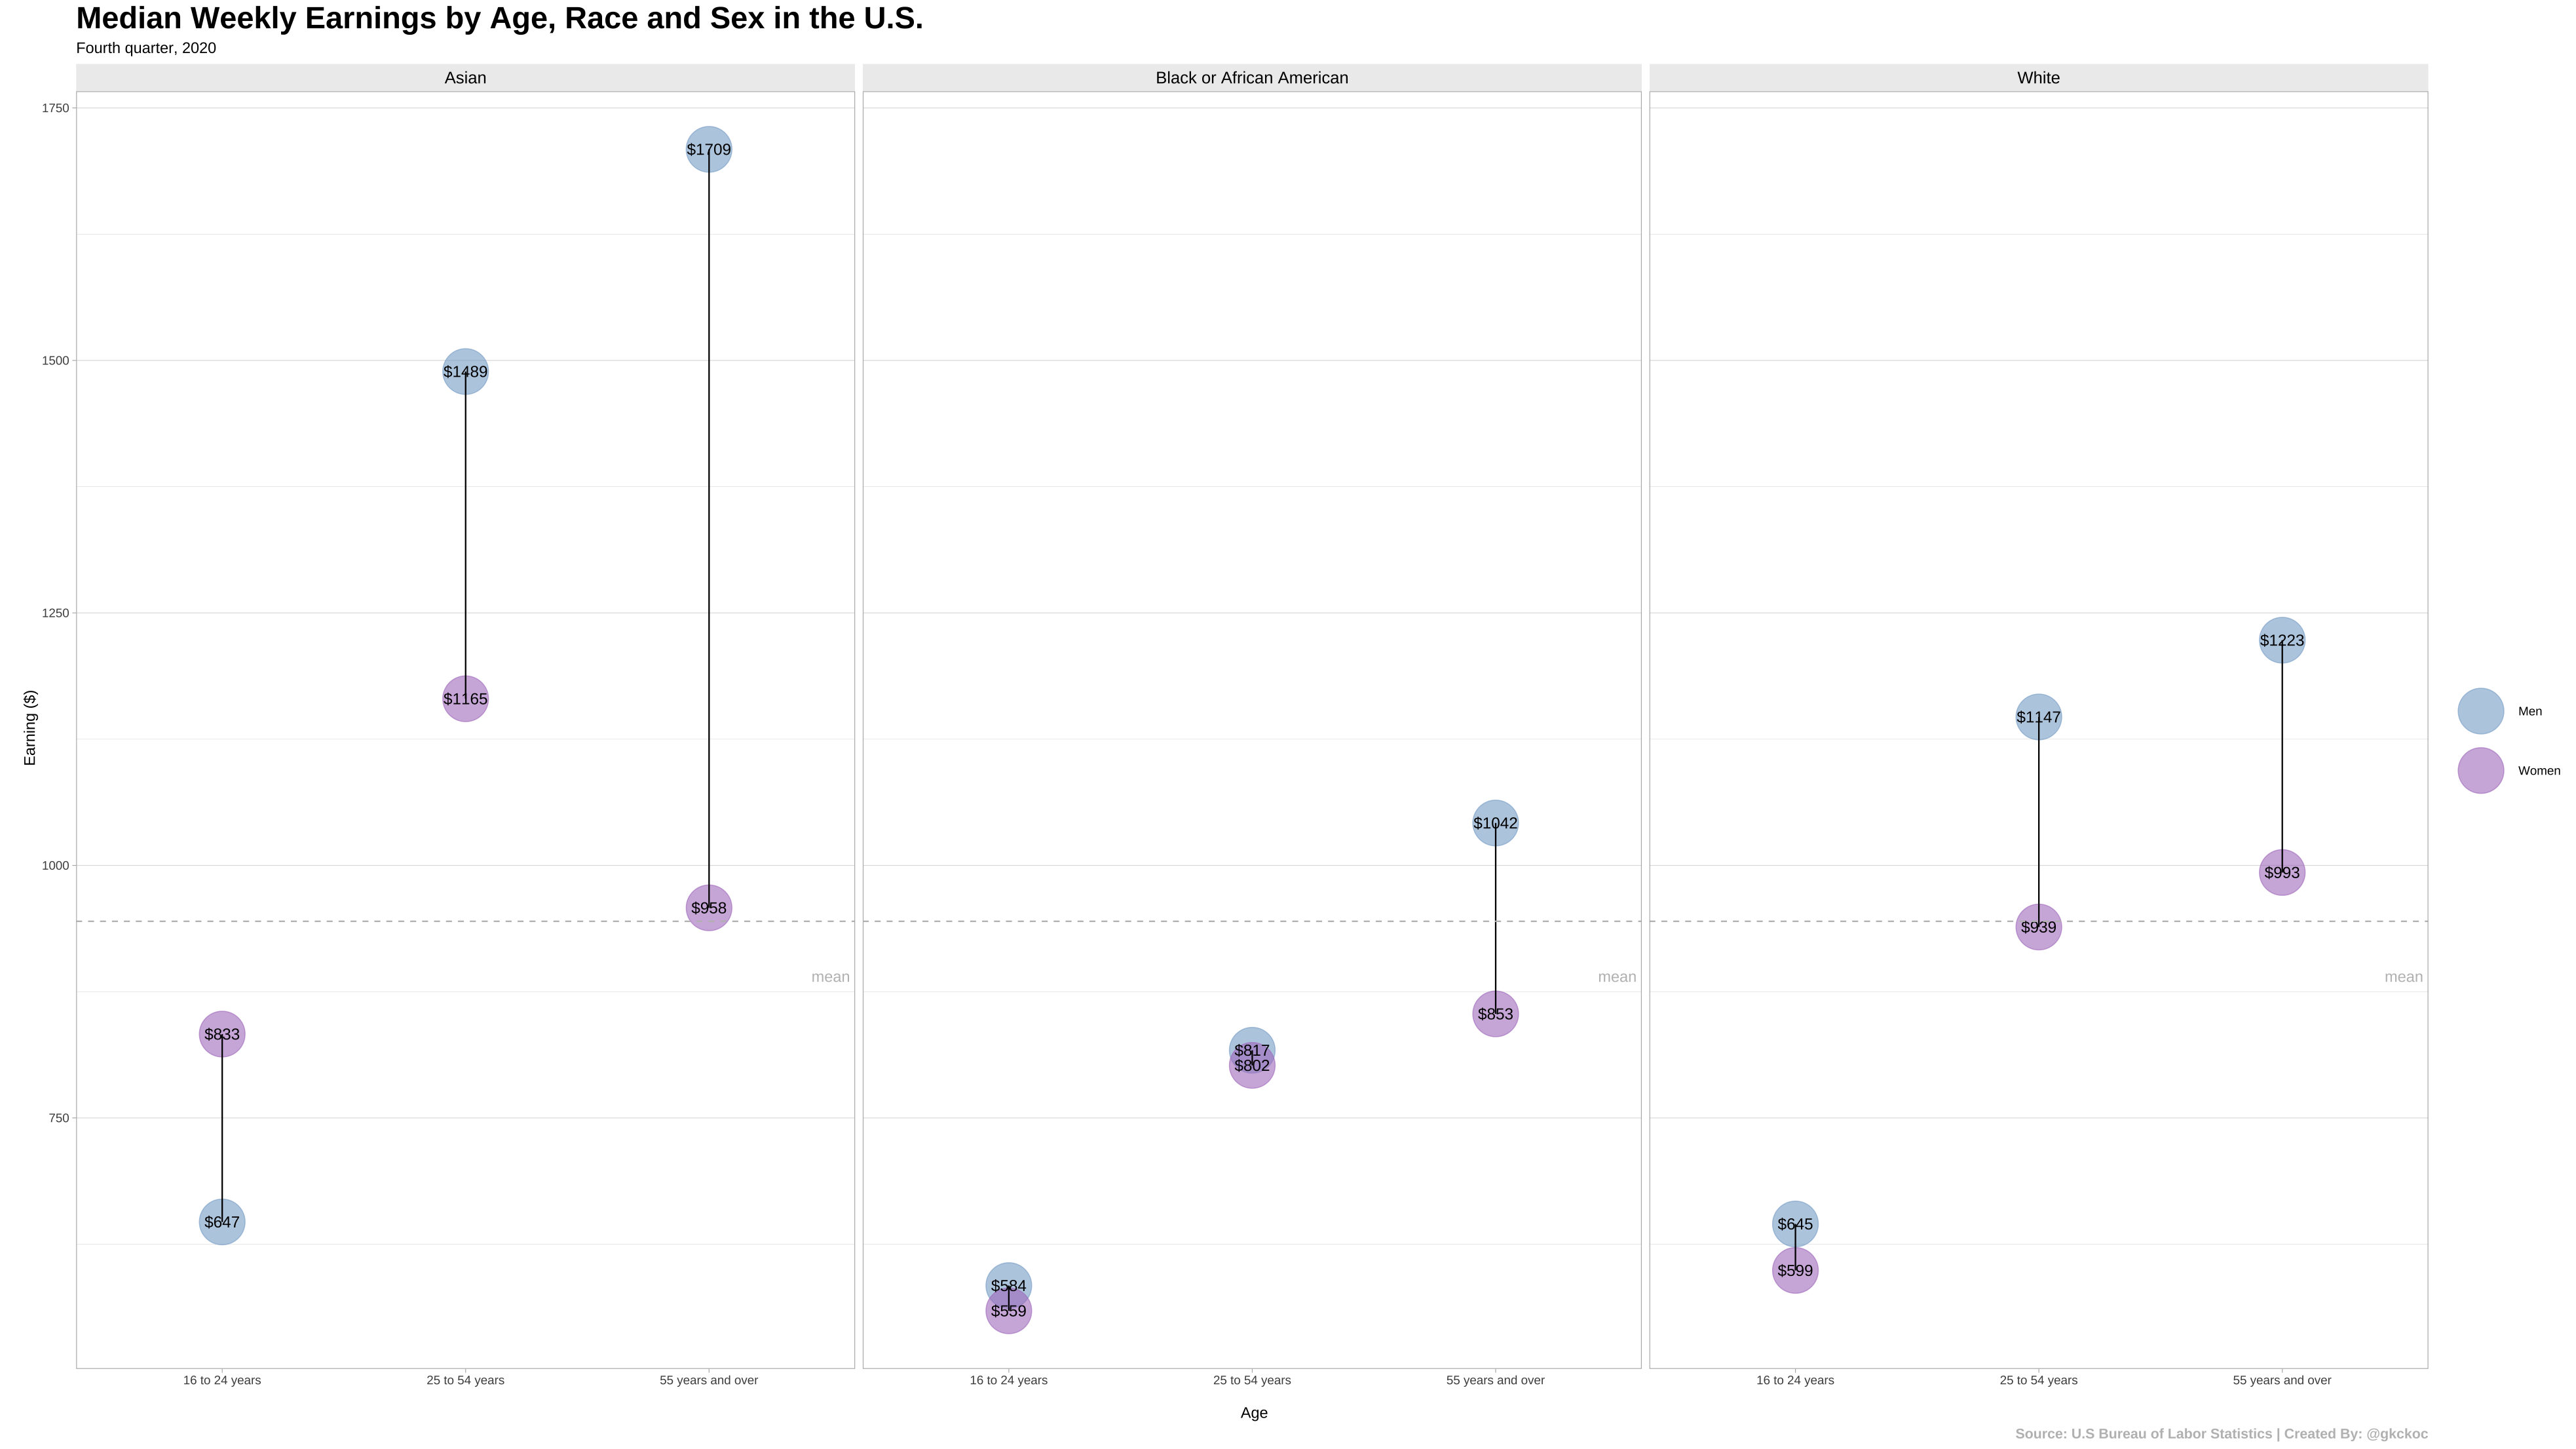 Median Weekly Earnings by Age, Race and Sex in the U.S.
Fourth quarter, 2020
Asian
Black or African American
White
1750
1500
1250
1000
750
Earning ($)
$1709
$1489
$1165
$958
mean
$833
$647
$1042
mean
$853
$817
$802
$584
$559
$1223
$1147
$993
$939
mean
$645
$599
Men
Women
16 to 24 years
25 to 54 years
55 years and over
16 to 24 years
25 to 54 years
55 years and over
16 to 24 years
25 to 54 years
55 years and over
Age
Source: U.S Bureau of Labor Statistics | Created By: @gkckoc